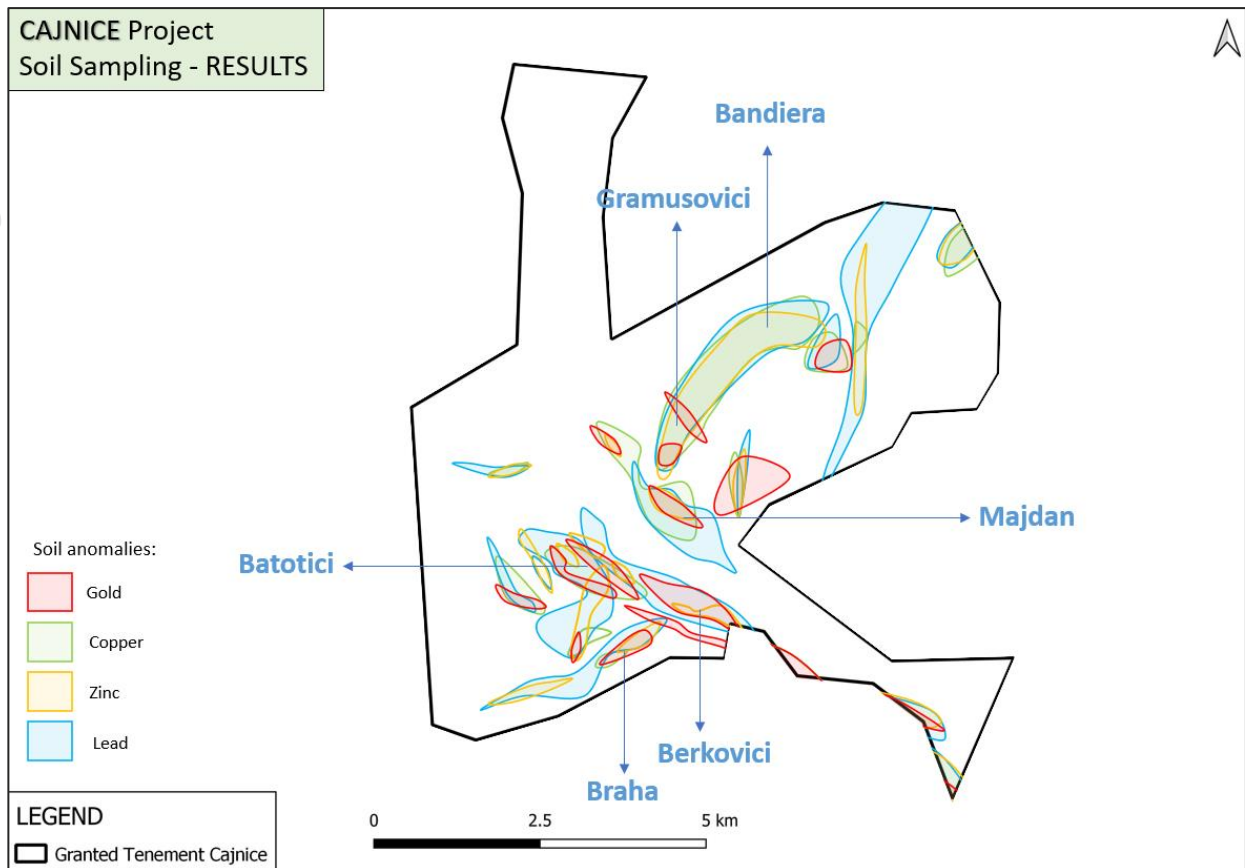 CAJNICE Project
Soil Sampling - RESULTS
Bandiera
Gramusovici
Majdan
Batotici
Berkovici
Braha
Soil anomalies:
Gold
Copper
Zinc
Lead
LEGEND
Granted Tenement Cajnice
0 2.5 5 km